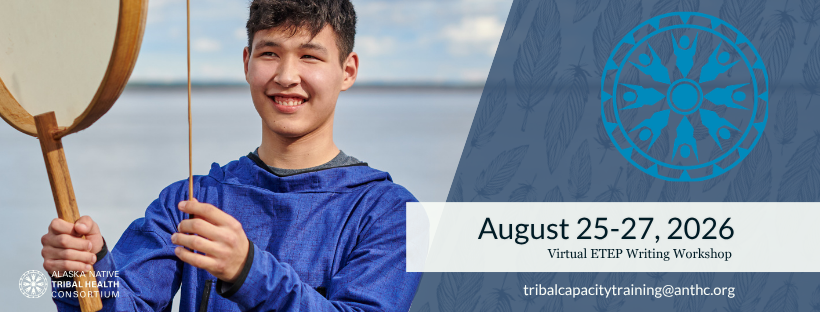 August 25-27, 2026
Virtual ETEP Writing Workshop
tribalcapacitytraining@anthc.org
ALASKA NATIVE
TRIBAL HEALTH
CONSORTIUM